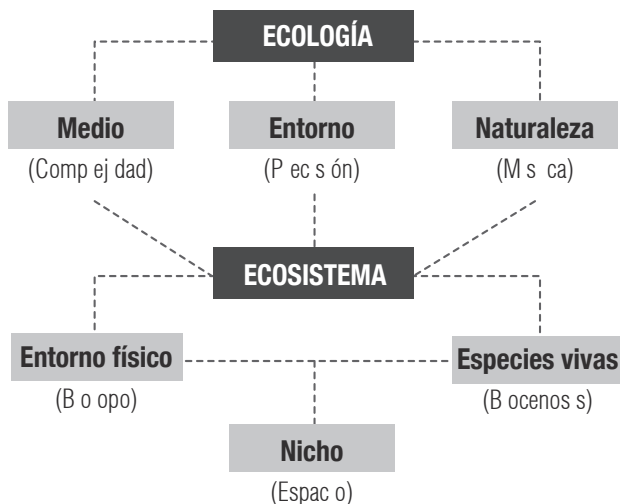 ECOLOGÍA
Medio
Entorno
Naturaleza
(Comp ej dad)
(P ec s ón)
(M s ca)
ECOSISTEMA
Entorno físico
Especies vivas
(B o opo)
(B ocenos s)
Nicho
(Espac o)